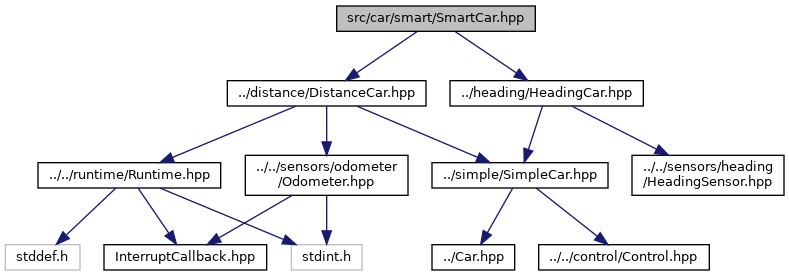 src/car/smart/SmartCar.hpp
../distance/DistanceCar.hpp
../heading/HeadingCar.hpp
../../runtime/Runtime.hpp
../../sensors/odometer
/Odometer.hpp
../simple/SimpleCar.hpp
../../sensors/heading
/HeadingSensor.hpp
stddef.h
InterruptCallback.hpp
stdint.h
../Car.hpp
../../control/Control.hpp